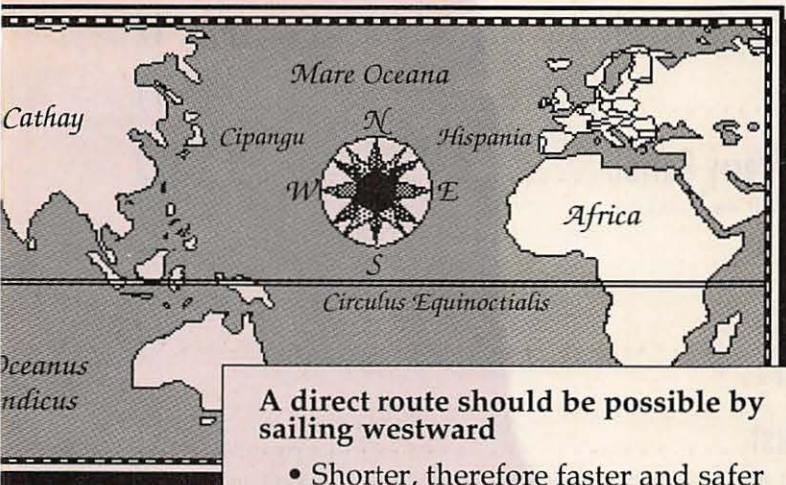 Mare Oceana
Cathay
Cipangu
N
Hispania
W
E
Africa
S
Circulus Equinoctialis
Oceanus
ndicus
A direct route should be possible by
sailing westward
• Shorter, therefore faster and safer